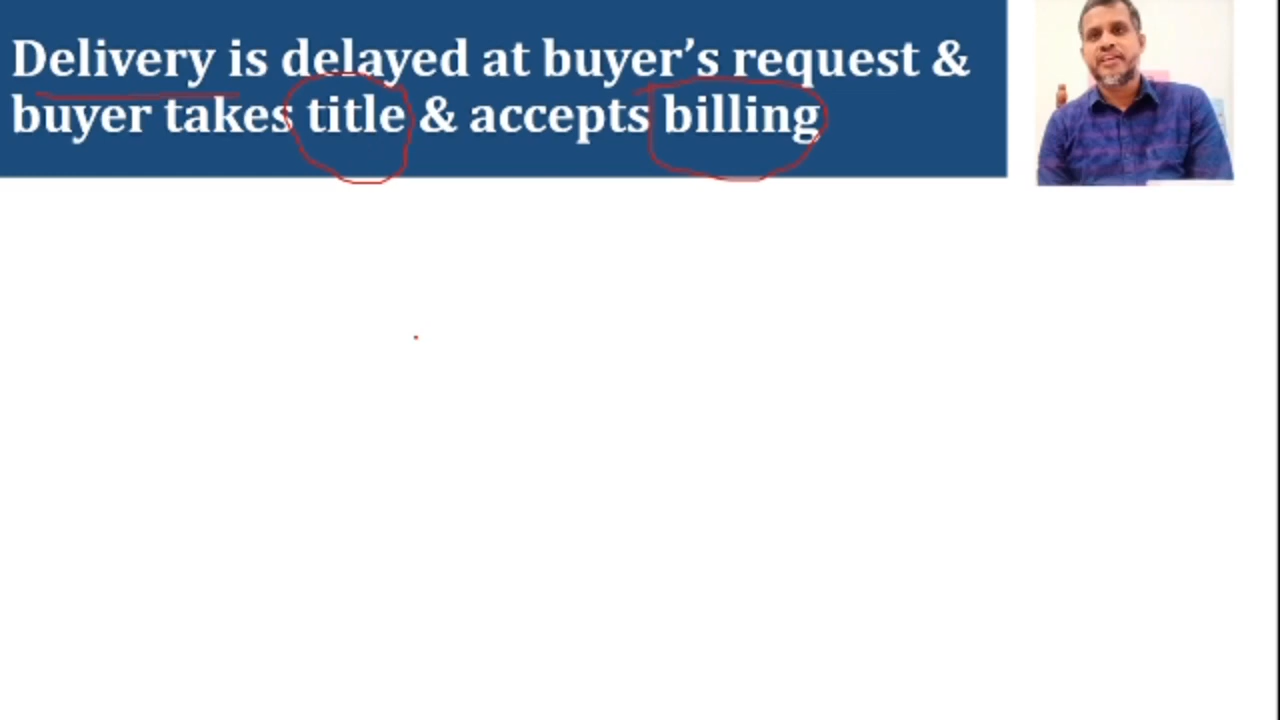 Delivery is delayed at buyer’s request &
buyer takes title & accepts billing